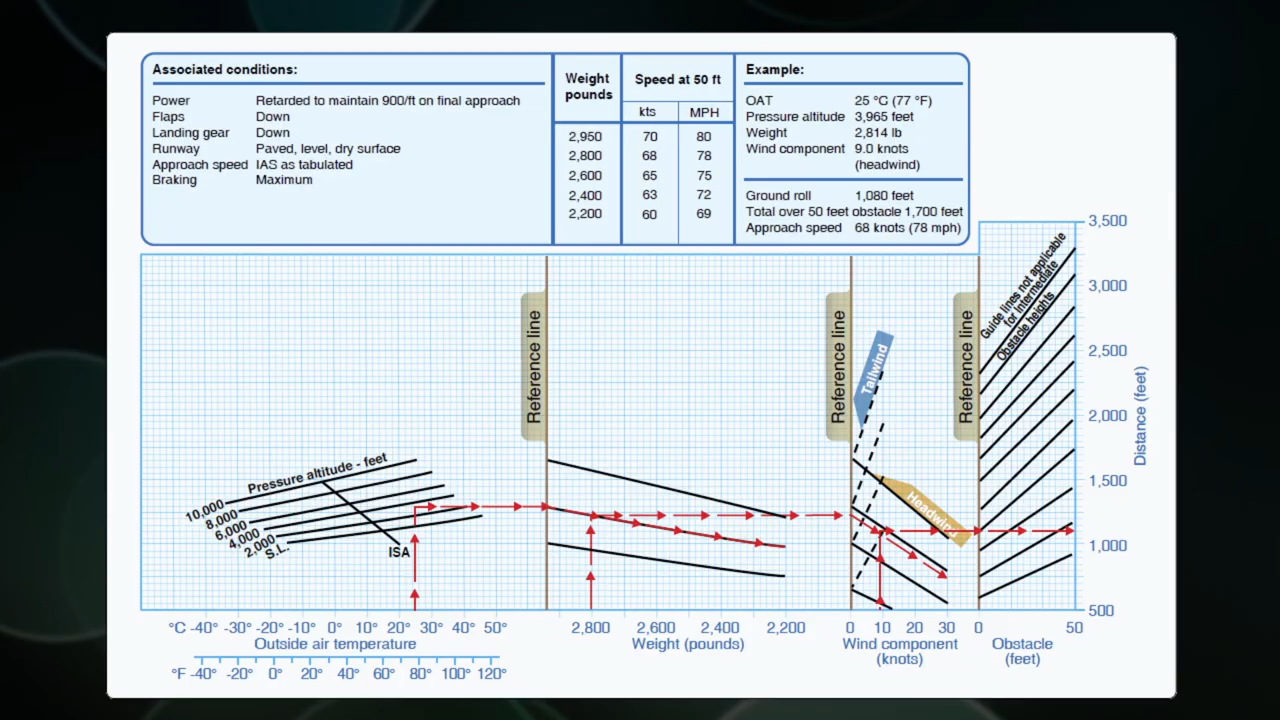 Associated conditions:
Power Retarded to maintain 900/ft on final approach
Flaps Down
Landing gear Down
Runway Paved, level, dry surface
Approach speed IAS as tabulated
Braking Maximum
Weight pounds
Speed at 50 ft
kts MPH
2,950 70 80
2,800 68 78
2,600 65 75
2,400 63 72
2,200 60 69
Example:
OAT 25 °C (77 °F)
Pressure altitude 3,965 feet
Weight 2,814 lb
Wind component 9.0 knots
(headwind)
Ground roll 1,080 feet
Total over 50 feet obstacle 1,700 feet
Approach speed 68 knots (78 mph)
Reference line
Reference line
Reference line
Tailwind
Headwind
Guide lines not applicable
for intermediate
Obstacle heights
Pressure altitude - feet
10,000
8,000
6,000
4,000
2,000
S.L.
ISA
3,500
3,000
2,500
2,000
1,500
1,000
500
Distance (feet)
°C -40° -30° -20° -10° 0° 10° 20° 30° 40° 50°
Outside air temperature
°F -40° -20° 0° 20° 40° 60° 80° 100° 120°
2,800 2,600 2,400 2,200
Weight (pounds)
0 10 20 30
Wind component
(knots)
0 50
Obstacle
(feet)